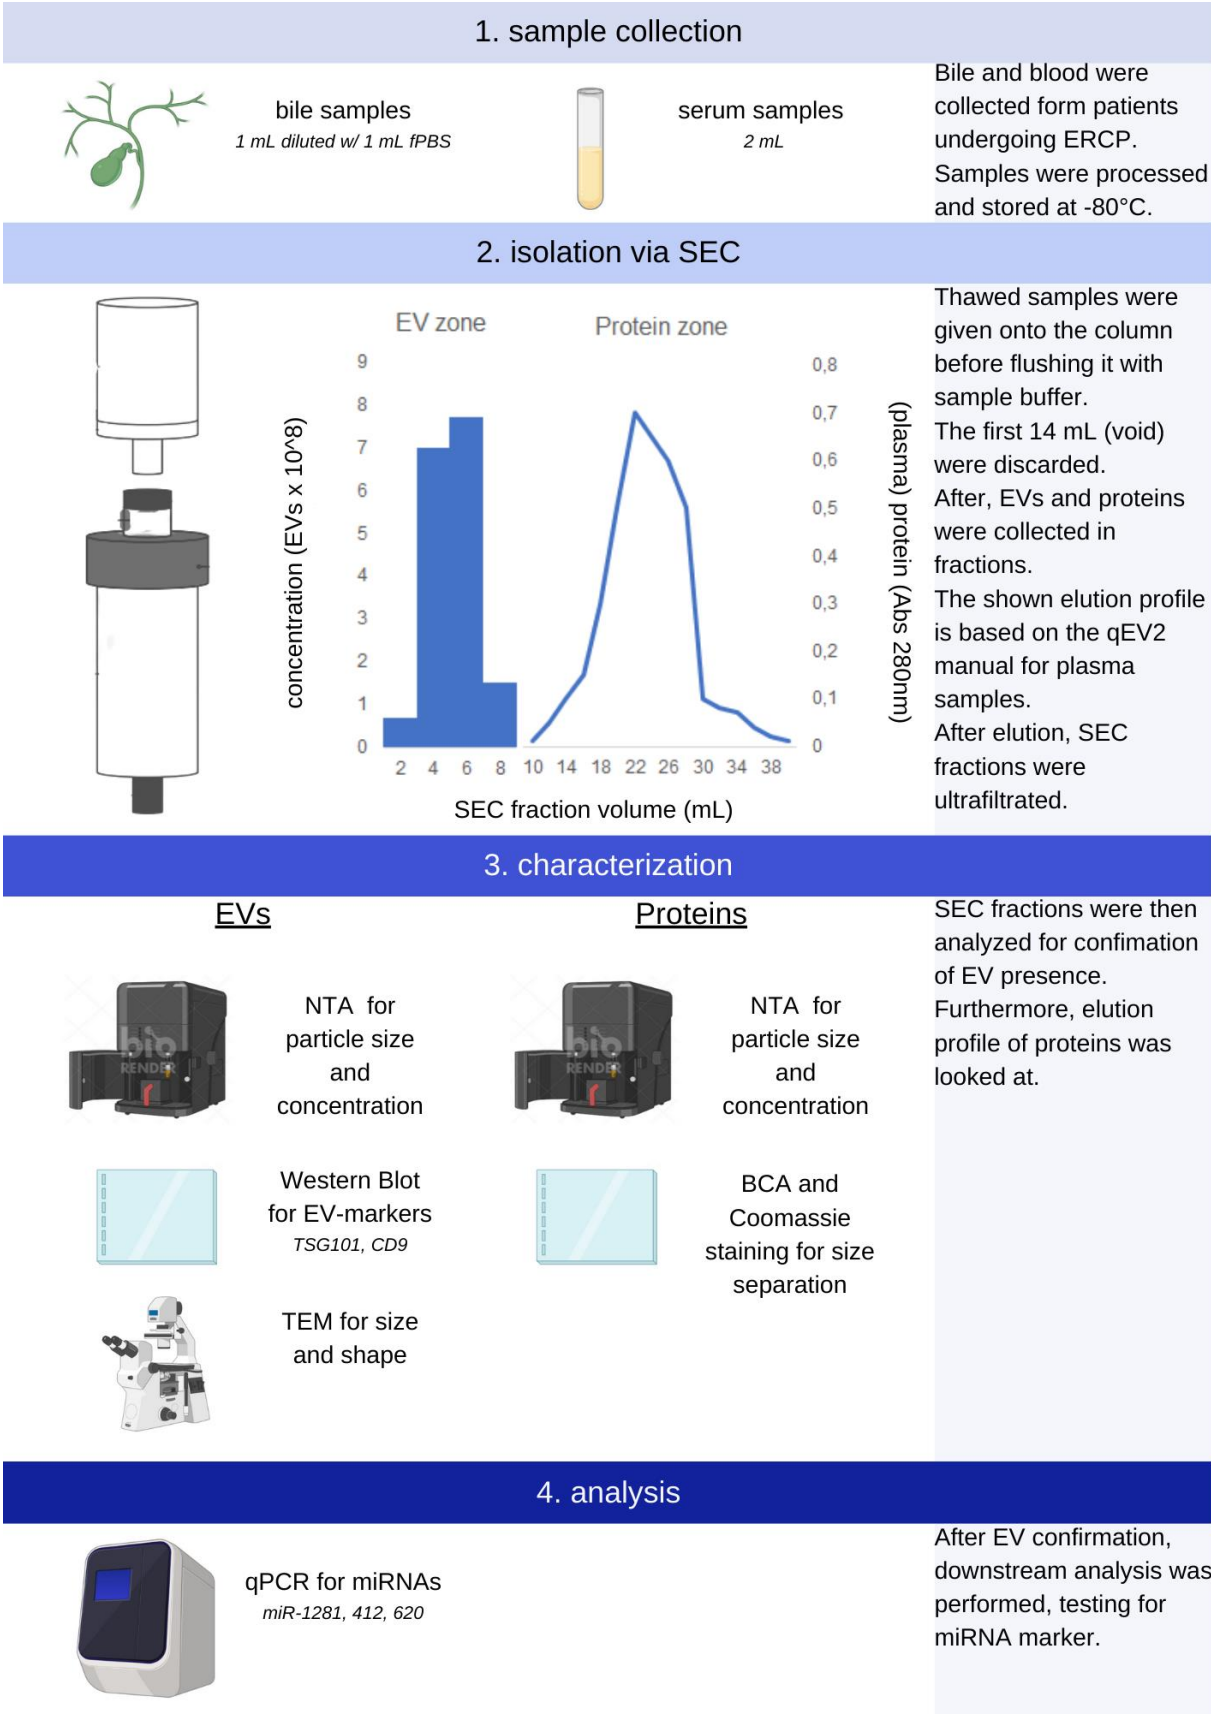 1. sample collection
bile samples
1 mL diluted w/ 1 mL fPBS
serum samples
2 mL
Bile and blood were
collected form patients
undergoing ERCP.
Samples were processed
and stored at -80°C.
2. isolation via SEC
EV zone
Protein zone
concentration (EVs x 10^8)
9
8
7
6
5
4
3
2
1
0
0,8
0,7
0,6
0,5
0,4
0,3
0,2
0,1
0
(plasma) protein (Abs 280nm)
2 4 6 8 10 14 18 22 26 30 34 38
SEC fraction volume (mL)
Thawed samples were
given onto the column
before flushing it with
sample buffer.
The first 14 mL (void)
were discarded.
After, EVs and proteins
were collected in
fractions.
The shown elution profile
is based on the qEV2
manual for plasma
samples.
After elution, SEC
fractions were
ultrafiltrated.
3. characterization
EVs
bio
RENDER
NTA for
particle size
and
concentration
Western Blot
for EV-markers
TSG101, CD9
TEM for size
and shape
Proteins
bio
RENDER
NTA for
particle size
and
concentration
BCA and
Coomassie
staining for size
separation
SEC fractions were then
analyzed for confimation
of EV presence.
Furthermore, elution
profile of proteins was
looked at.
4. analysis
qPCR for miRNAs
miR-1281, 412, 620
After EV confirmation,
downstream analysis was
performed, testing for
miRNA marker.